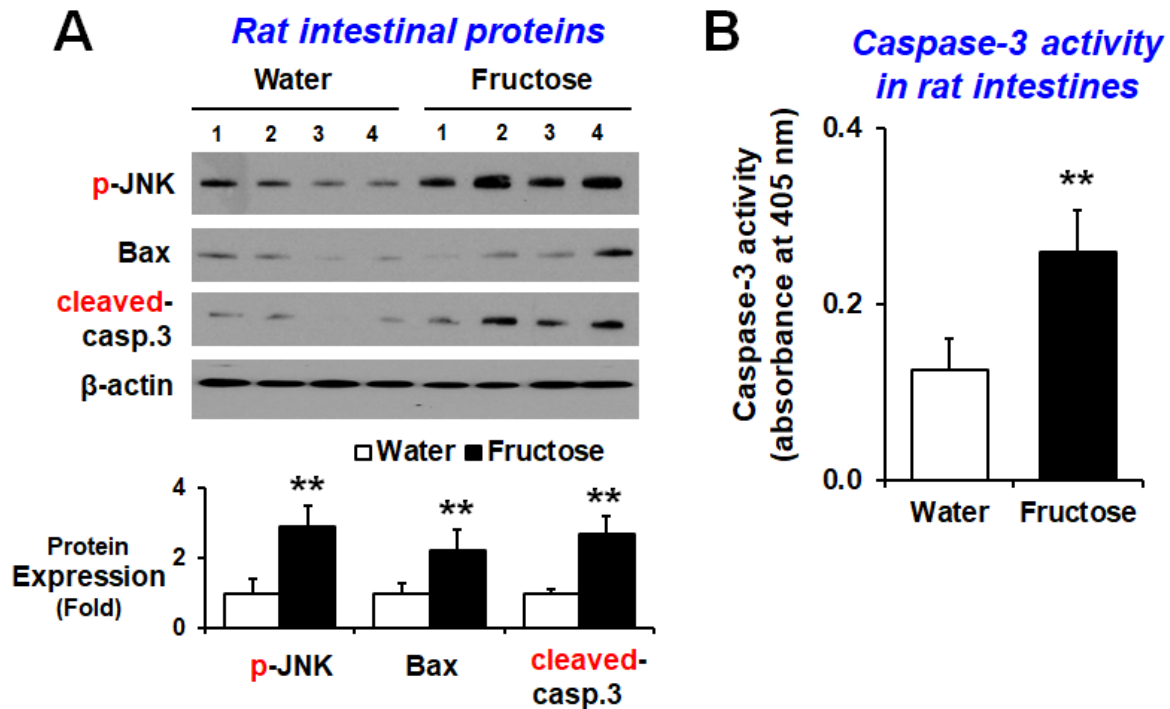 A
Rat intestinal proteins
Water Fructose
1 2 3 4 1 2 3 4
p-JNK
Bax
cleaved-
casp.3
β-actin
Water Fructose
Protein
Expression
(Fold)
4
2
0
** ** **
p-JNK Bax cleaved-
casp.3
B
Caspase-3 activity
in rat intestines
Caspase-3 activity
(absorbance at 405 nm)
0.4
0.2
0.0
**
Water Fructose